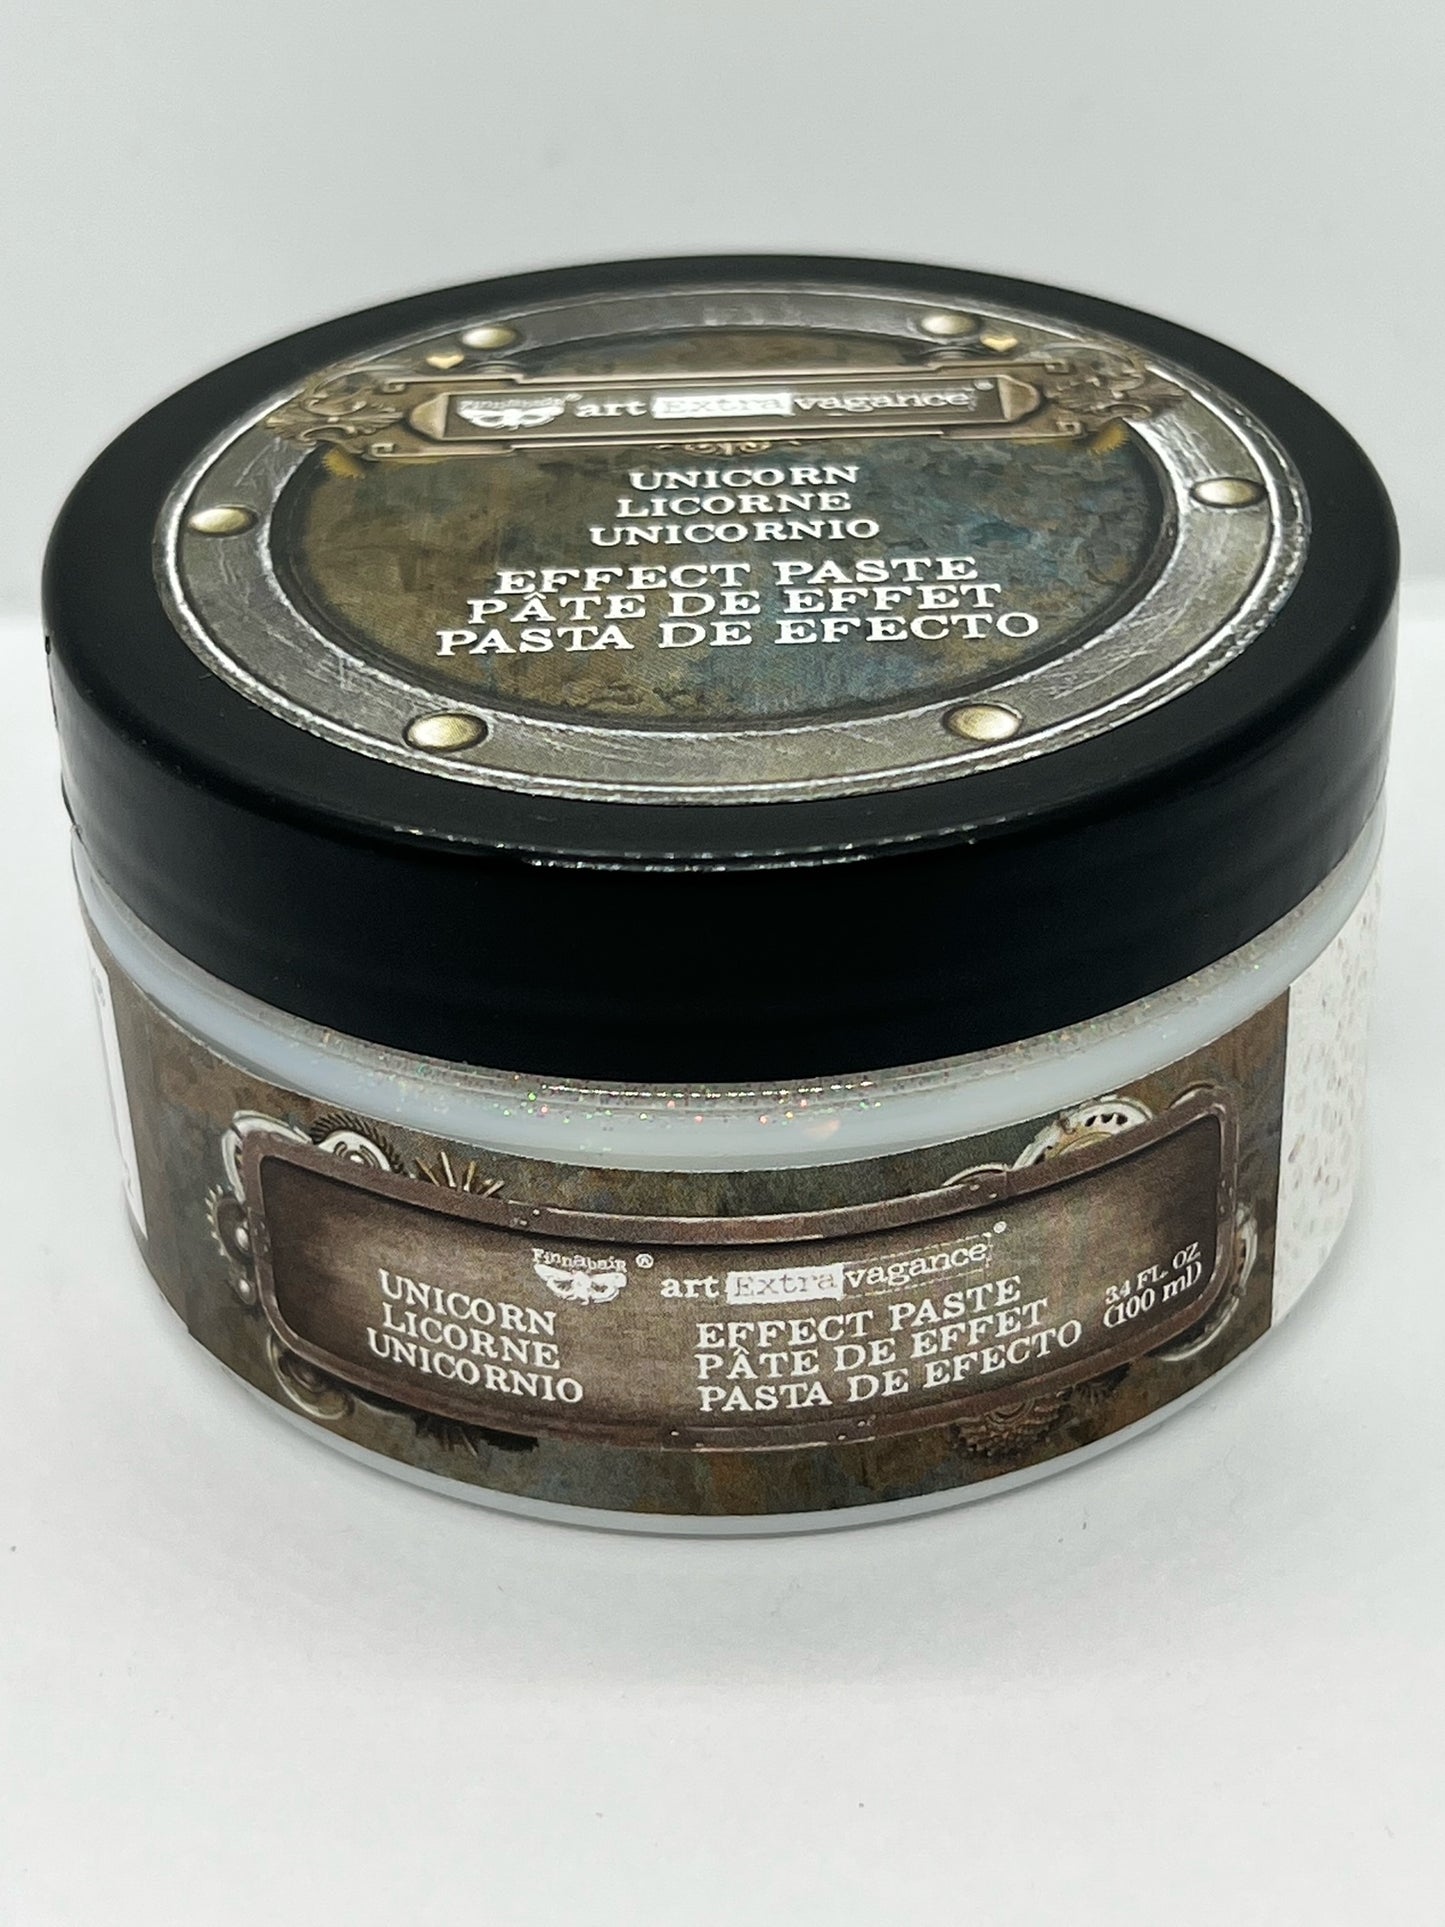 Finnabair® art Extravagance®
UNICORN
LICORNE
UNICORNIO
EFFECT PASTE
PÂTE DE EFFET
PASTA DE EFECTO
Finnabair® art Extravagance®
UNICORN
LICORNE
UNICORNIO
EFFECT PASTE
PÂTE DE EFFET
PASTA DE EFECTO
3.4 FL. OZ
(100 ml)